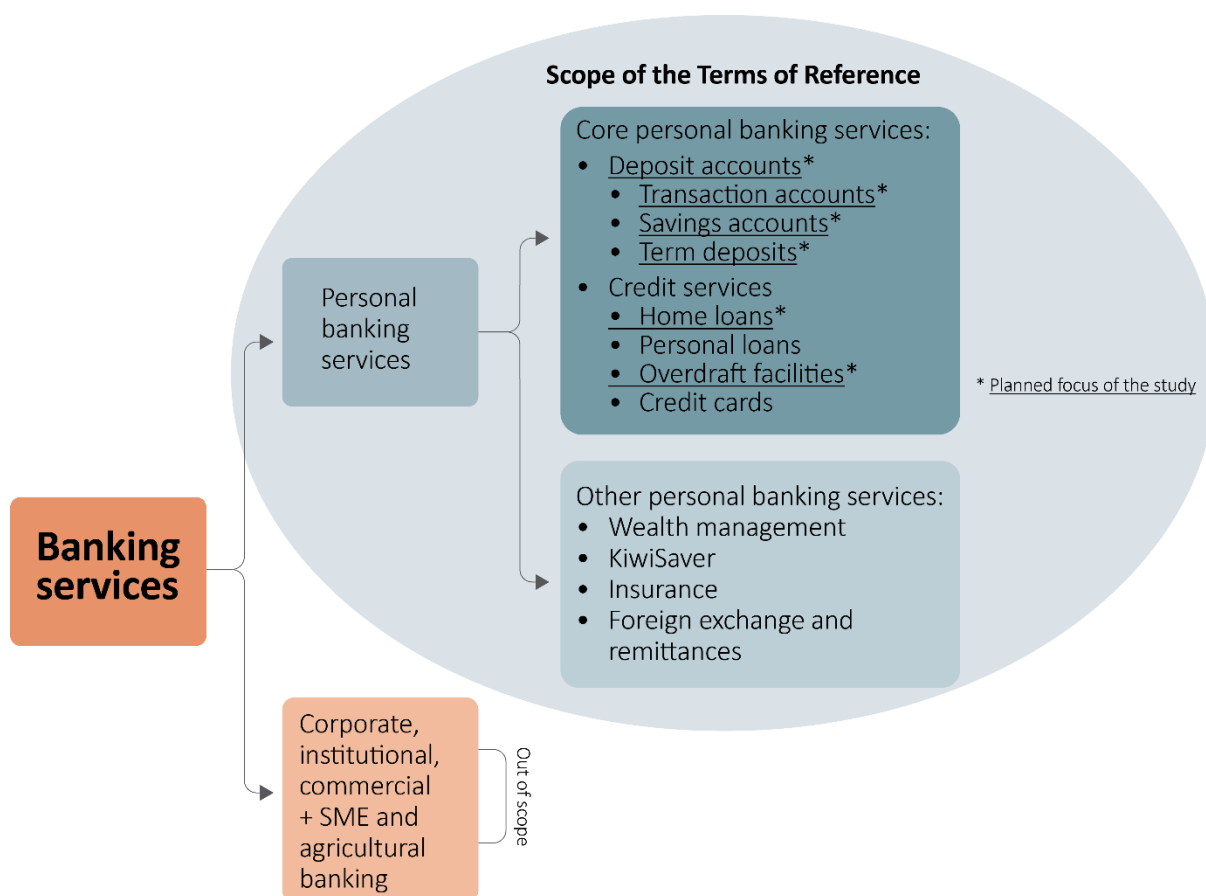 Scope of the Terms of Reference
Core personal banking services:
• Deposit accounts*
• Transaction accounts*
• Savings accounts*
• Term deposits*
• Credit services
• Home loans*
• Personal loans
• Overdraft facilities*
• Credit cards
* Planned focus of the study
Personal
banking
services
Other personal banking services:
• Wealth management
• KiwiSaver
• Insurance
• Foreign exchange and
remittances
Banking
services
Corporate,
institutional,
commercial
+ SME and
agricultural
banking
Out of scope